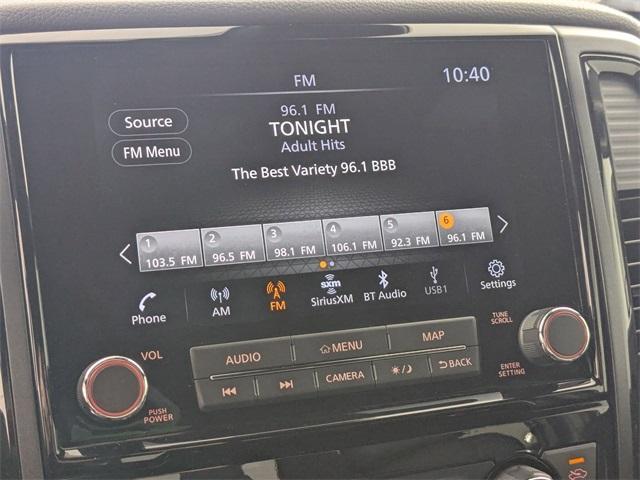 FM
10:40
96.1 FM
Source
TONIGHT
Adult Hits
FM Menu
The Best Variety 96.1 BBB
1 2 3 4 5 6
103.5 FM 96.5 FM 98.1 FM 106.1 FM 92.3 FM 96.1 FM
Phone AM FM SiriusXM BT Audio USB1 Settings
sxm
A
VOL
AUDIO MENU MAP
CAMERA BACK
PUSH
POWER
TUNE
SCROLL
ENTER
SETTING